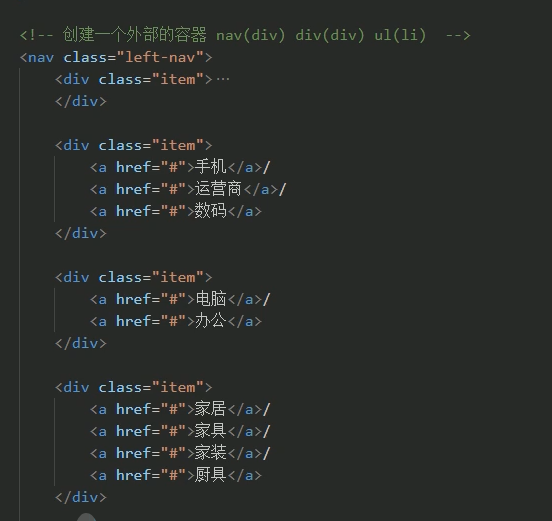 <!-- 创建一个外部的容器 nav(div) div(div) ul(li)  -->
<nav class="left-nav">
    <div class="item">…
    </div>

    <div class="item">
        <a href="#">手机</a>/
        <a href="#">运营商</a>/
        <a href="#">数码</a>
    </div>

    <div class="item">
        <a href="#">电脑</a>/
        <a href="#">办公</a>
    </div>

    <div class="item">
        <a href="#">家居</a>/
        <a href="#">家具</a>/
        <a href="#">家装</a>/
        <a href="#">厨具</a>
    </div>